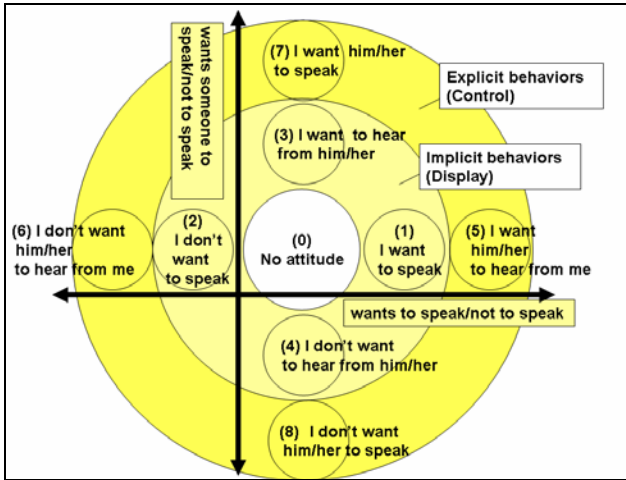 wants someone to
speak/not to speak
(7) I want him/her
to speak
Explicit behaviors
(Control)
(3) I want to hear
from him/her
Implicit behaviors
(Display)
(6) I don't want
him/her
to hear from me
(2)
I don't
want
to speak
(0)
No attitude
(1)
I want
to speak
(5) I want
him/her
to hear from me
wants to speak/not to speak
(4) I don't want
to hear from him/her
(8) I don't want
him/her to speak